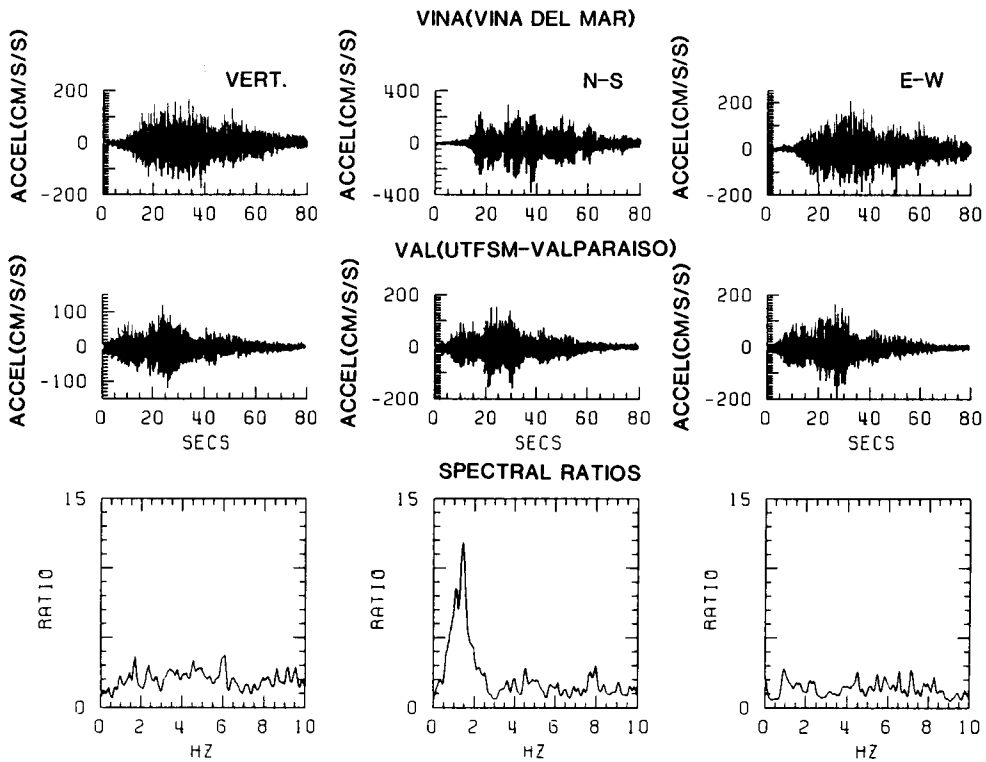 VINA(VINA DEL MAR)
ACCEL(CM/S/S/S) VERT. ACCEL(CM/S/S/S) N-S ACCEL(CM/S/S/S) E-W
200 400 200
0 0 0
-200 -400 -200
0 20 40 60 80 0 20 40 60 80 0 20 40 60 80
VAL(UTFSM-VALPARAISO)
ACCEL(CM/S/S/S) ACCEL(CM/S/S/S) ACCEL(CM/S/S/S)
100 200 200
0 0 0
-100 -200 -200
0 20 40 60 80 0 20 40 60 80 0 20 40 60 80
SECS SECS SECS
SPECTRAL RATIOS
15 15 15
RATIO RATIO RATIO
0 0 0
0 2 4 6 8 10 0 2 4 6 8 10 0 2 4 6 8 10
HZ HZ HZ